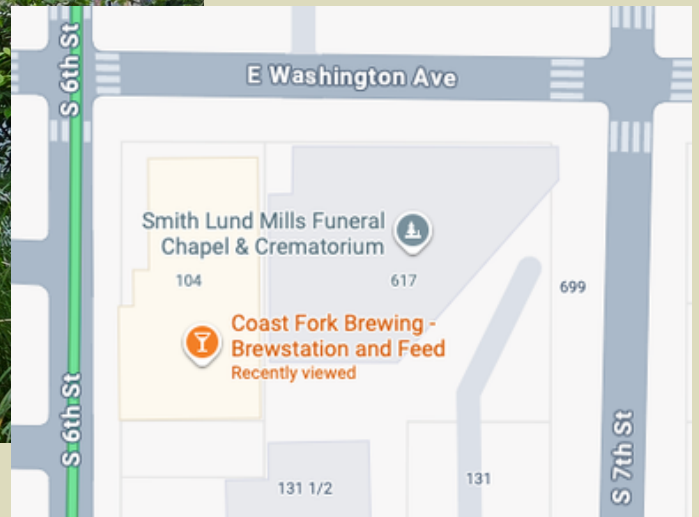 S 6th St
E Washington Ave
Smith Lund Mills Funeral
Chapel & Crematorium
104
617
699
Coast Fork Brewing -
Brewstation and Feed
Recently viewed
S 6th St
S 7th St
131
131 1/2